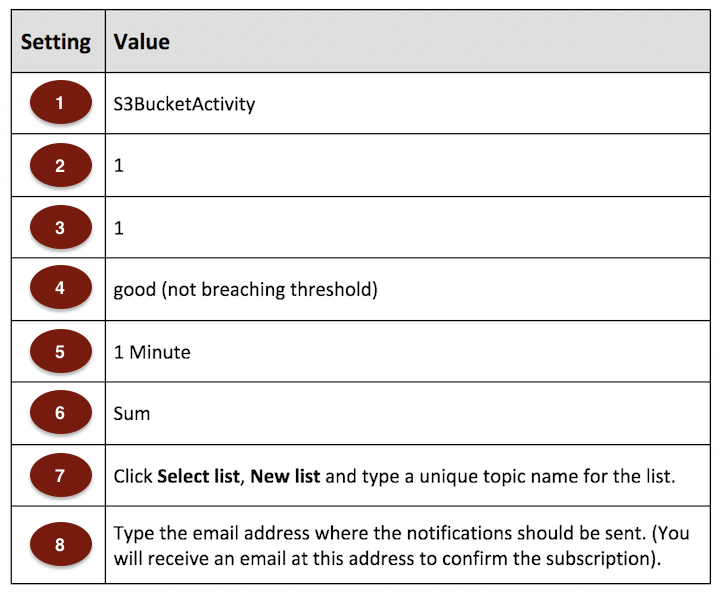 Setting Value
1 S3BucketActivity
2 1
3 1
4 good (not breaching threshold)
5 1 Minute
6 Sum
7 Click Select list, New list and type a unique topic name for the list.
8 Type the email address where the notifications should be sent. (You
will receive an email at this address to confirm the subscription).